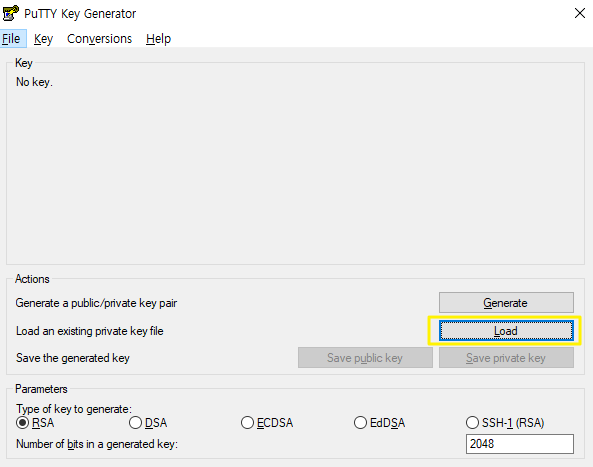 PuTTY Key Generator
File Key Conversions Help
Key
No key.
Actions
Generate a public/private key pair Generate
Load an existing private key file Load
Save the generated key Save public key Save private key
Parameters
Type of key to generate:
RSA DSA ECDSA EdDSA SSH-1 (RSA)
Number of bits in a generated key: 2048